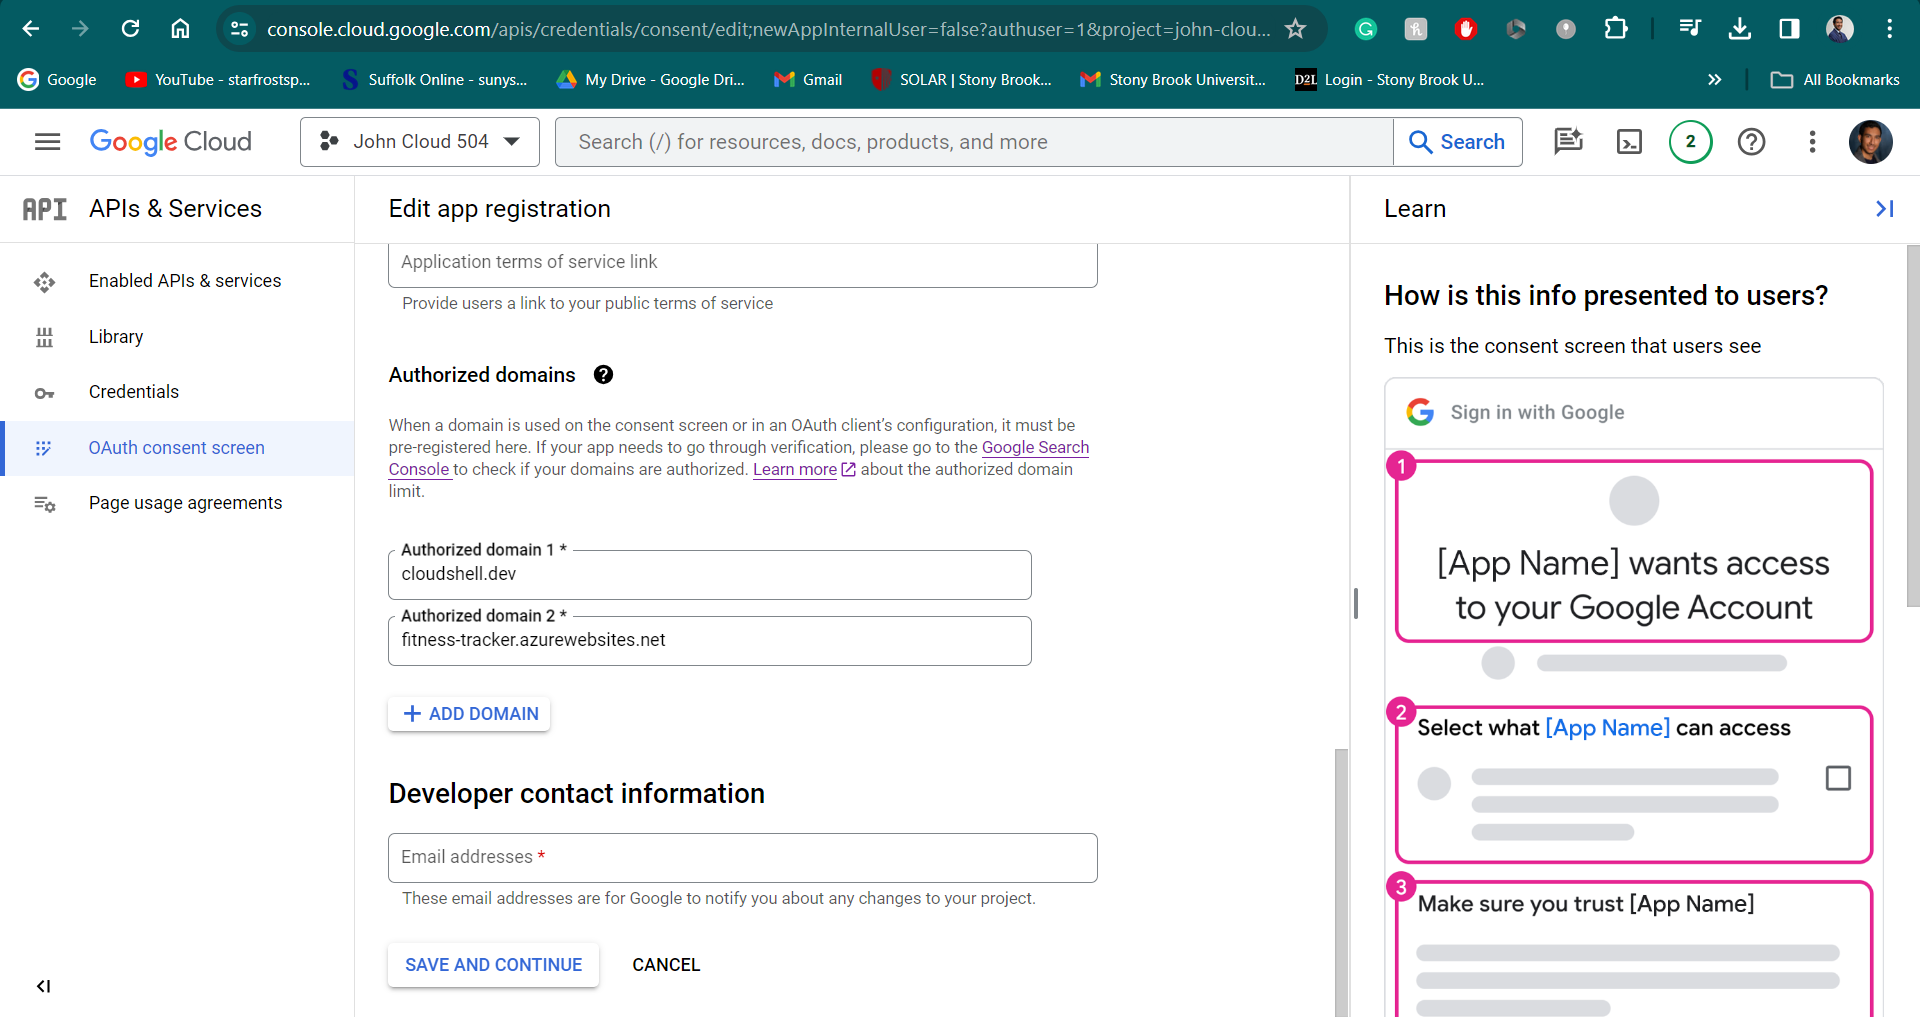 console.cloud.google.com/apis/credentials/consent/edit;newAppInternalUser=false?authuser=1&project=john-clou...
Google
YouTube - starfrostsp...
S
Suffolk Online - sunys...
My Drive - Google Dri...
Gmail
SOLAR | Stony Brook...
Stony Brook Universit...
D2L
Login - Stony Brook U...
All Bookmarks
Google Cloud
John Cloud 504
Search (/) for resources, docs, products, and more
Search
2
API
APIs & Services
Enabled APIs & services
Library
Credentials
OAuth consent screen
Page usage agreements
Edit app registration
Application terms of service link
Provide users a link to your public terms of service
Authorized domains
When a domain is used on the consent screen or in an OAuth client’s configuration, it must be
pre-registered here. If your app needs to go through verification, please go to the Google Search
Console to check if your domains are authorized. Learn more about the authorized domain
limit.
Authorized domain 1 *
cloudshell.dev
Authorized domain 2 *
fitness-tracker.azurewebsites.net
ADD DOMAIN
Developer contact information
Email addresses *
These email addresses are for Google to notify you about any changes to your project.
SAVE AND CONTINUE
CANCEL
Learn
How is this info presented to users?
This is the consent screen that users see
Sign in with Google
1
[App Name] wants access
to your Google Account
2
Select what [App Name] can access
3
Make sure you trust [App Name]